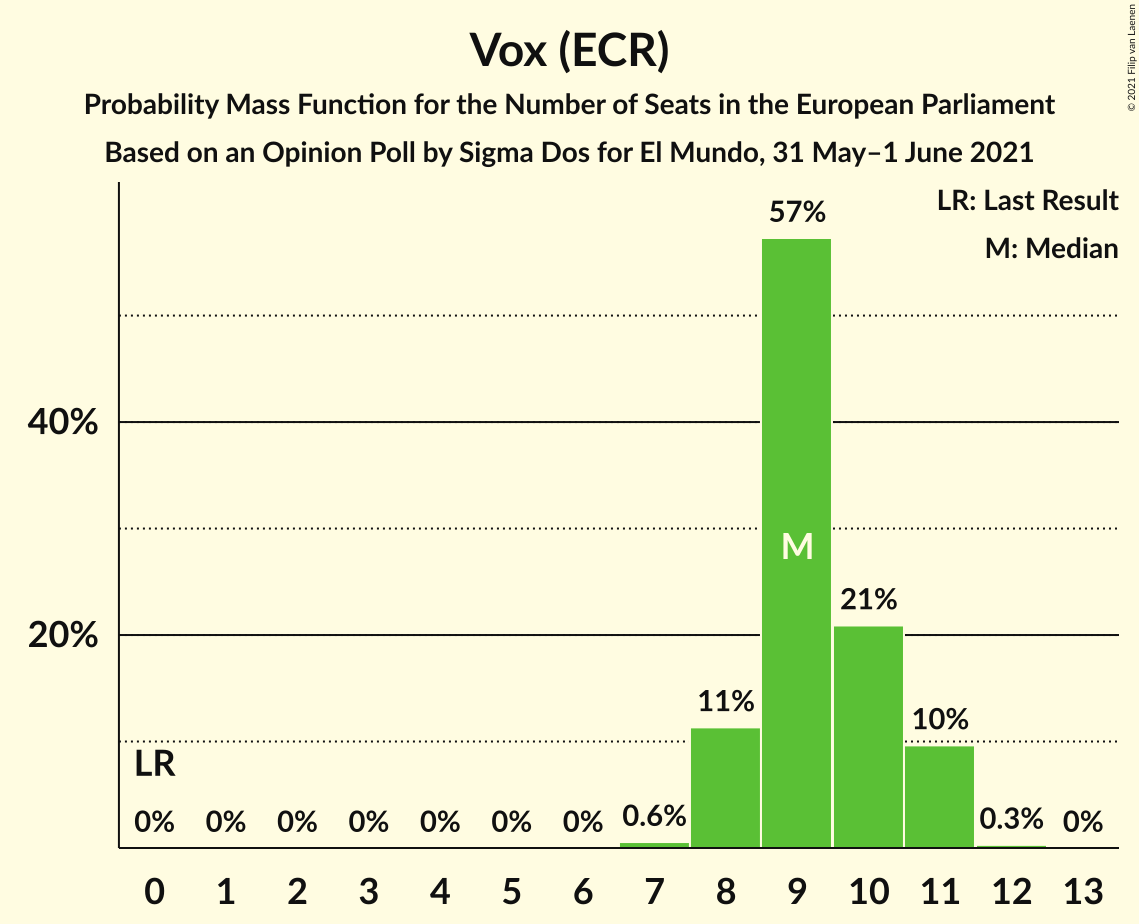 Vox (ECR)
Probability Mass Function for the Number of Seats in the European Parliament
Based on an Opinion Poll by Sigma Dos for El Mundo, 31 May–1 June 2021
© 2021 Filip van Laenen
LR: Last Result
M: Median
57%
40%
M
21%
20%
11%
10%
LR
0% 0% 0% 0% 0% 0% 0% 0.6% 0.3% 0%
0 1 2 3 4 5 6 7 8 9 10 11 12 13